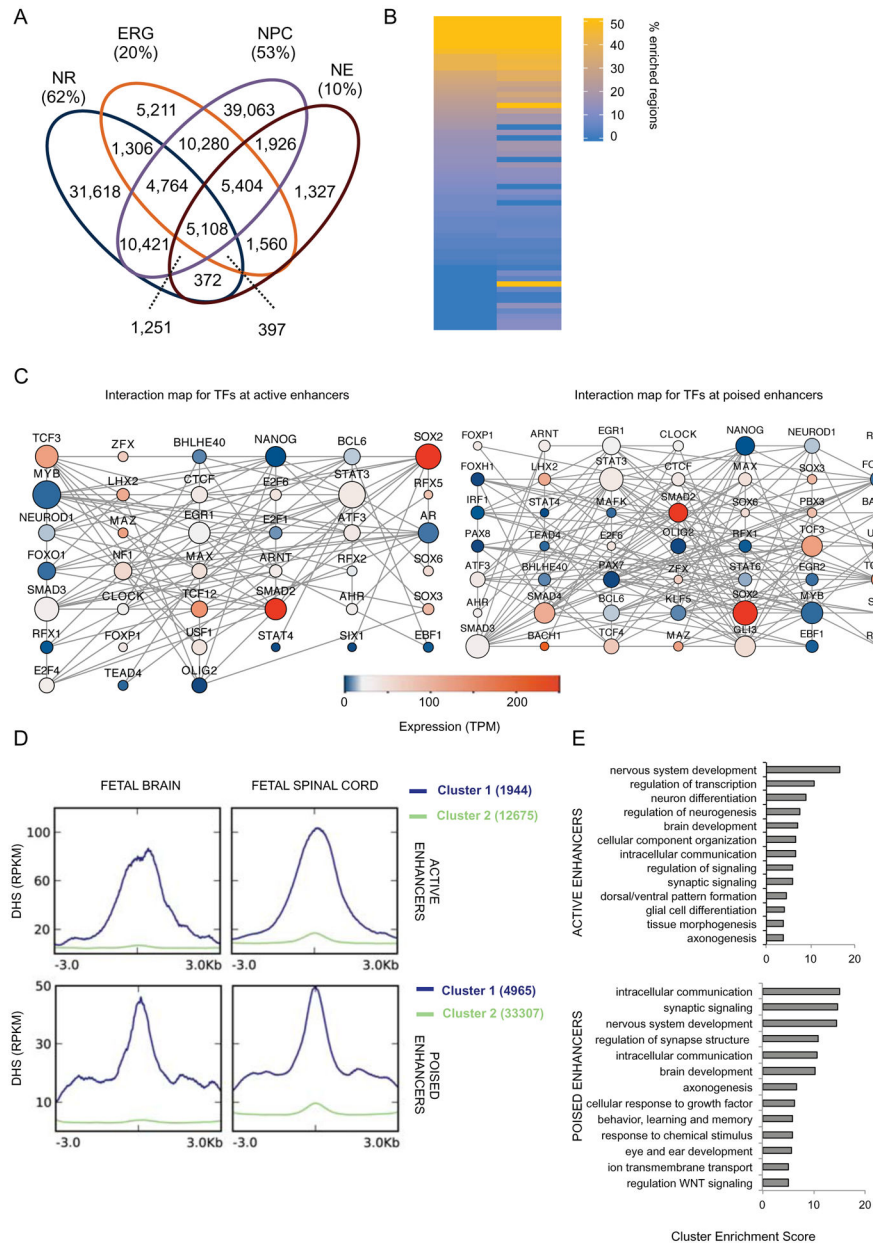 A
ERG
(20%)
NPC
(53%)
NR
(62%)
NE
(10%)
5,211
39,063
1,306
10,280
1,926
31,618
4,764
5,404
1,327
5,108
10,421
1,560
372
1,251
397
B
50
40
30
20
10
0
% enriched regions
C
Interaction map for TFs at active enhancers
TCF3
ZFX
BHLHE40
NANOG
BCL6
SOX2
MYB
LHX2
CTCF
E2F6
STAT3
RFX5
NEUROD1
MAZ
EGR1
E2F1
ATF3
AR
FOXO1
NF1
MAX
ARNT
RFX2
SOX6
SMAD3
CLOCK
TCF12
SMAD2
AHR
SOX3
RFX1
FOXP1
USF1
STAT4
SIX1
EBF1
E2F4
TEAD4
OLIG2
Interaction map for TFs at poised enhancers
FOXP1
ARNT
EGR1
CLOCK
NANOG
NEUROD1
R
FOXH1
LHX2
STAT3
CTCF
MAX
SOX3
FO
IRF1
STAT4
MAFK
SMAD2
SOX6
PBX3
BA
PAX8
TEAD4
E2F6
OLIG2
RFX1
TCF3
U
ATF3
BHLHE40
PAX7
ZFX
STAT6
EGR2
TC
AHR
SMAD4
BCL6
KLF5
SOX2
MYB
S
SMAD3
BACH1
TCF4
MAZ
GLI3
EBF1
R
0
100
200
Expression (TPM)
D
FETAL BRAIN
FETAL SPINAL CORD
Cluster 1 (1944)
Cluster 2 (12675)
ACTIVE
ENHANCERS
DHS (RPKM)
100
60
20
-3.0
3.0Kb
-3.0
3.0Kb
Cluster 1 (4965)
Cluster 2 (33307)
POISED
ENHANCERS
DHS (RPKM)
50
30
10
-3.0
3.0Kb
-3.0
3.0Kb
E
ACTIVE ENHANCERS
nervous system development
regulation of transcription
neuron differentiation
regulation of neurogenesis
brain development
cellular component organization
intracellular communication
regulation of signaling
synaptic signaling
dorsal/ventral pattern formation
glial cell differentiation
tissue morphogenesis
axonogenesis
0
10
20
POISED ENHANCERS
intracellular communication
synaptic signaling
nervous system development
regulation of synapse structure
intracellular communication
brain development
axonogenesis
cellular response to growth factor
behavior, learning and memory
response to chemical stimulus
eye and ear development
ion transmembrane transport
regulation WNT signaling
0
10
20
Cluster Enrichment Score